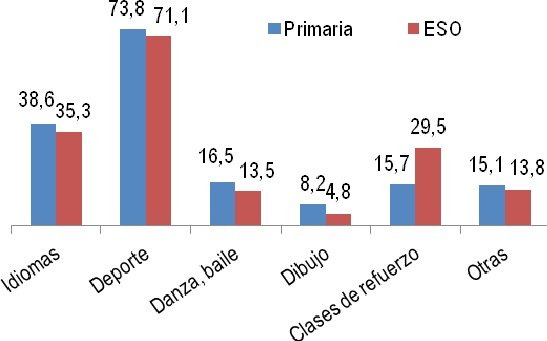 73,8
71,1
Primaria
ESO
38,6
35,3
16,5
13,5
8,2
4,8
15,7
29,5
15,1
13,8
Idiomas
Deporte
Danza, baile
Dibujo
Clases de refuerzo
Otras